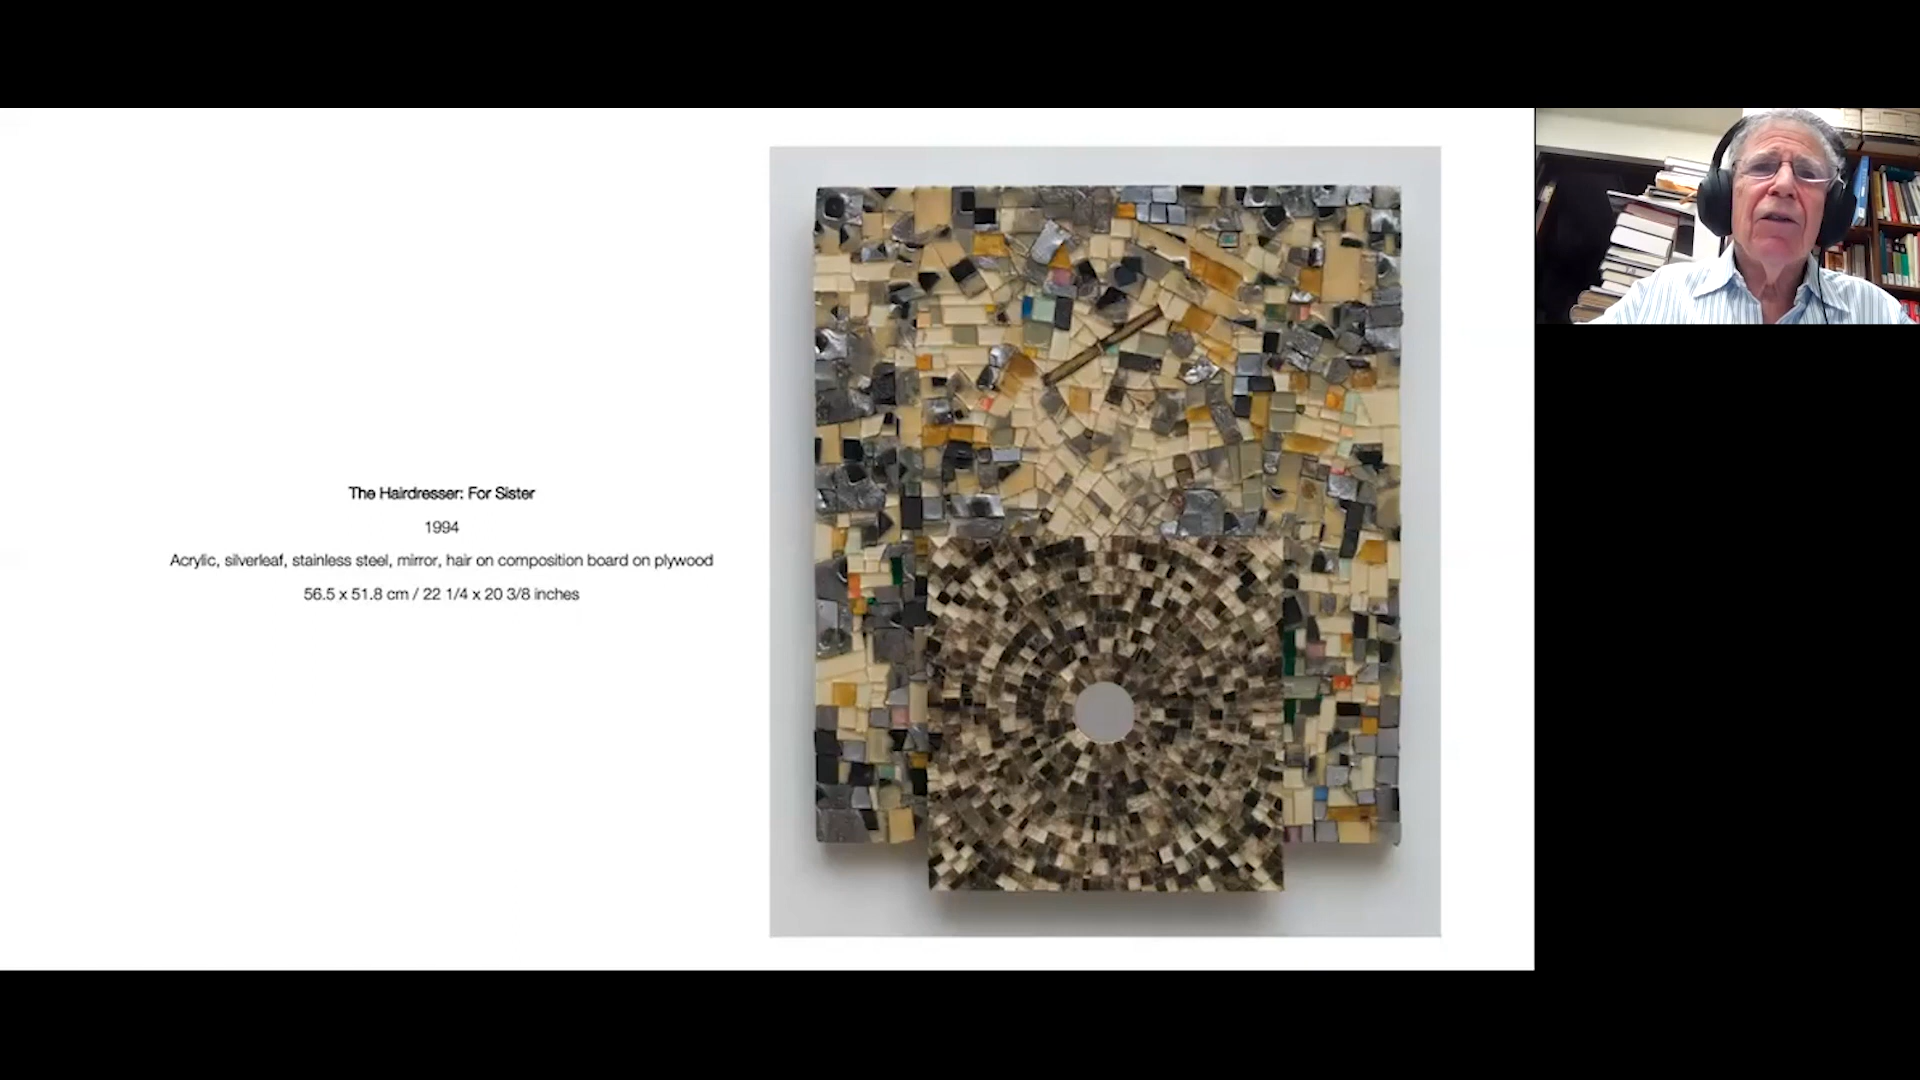 The Hairdresser: For Sister
1994
Acrylic, silverleaf, stainless steel, mirror, hair on composition board on plywood
56.5 x 51.8 cm / 22 1/4 x 20 3/8 inches